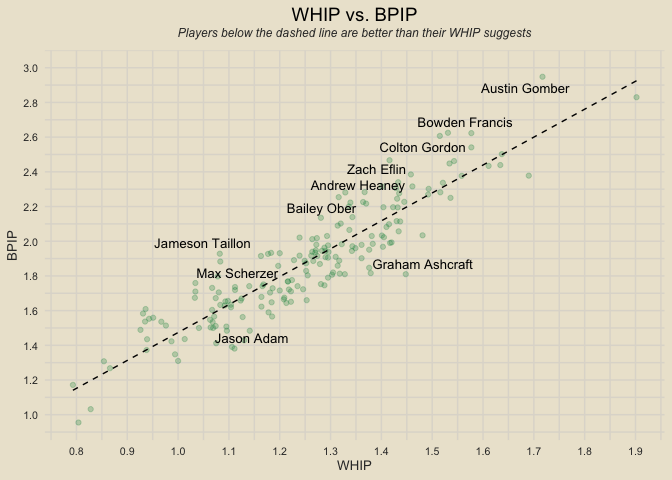 WHIP vs. BPIP
Players below the dashed line are better than their WHIP suggests
3.0
Austin Gomber
2.8
Bowden Francis
2.6
Colton Gordon
2.4
Zach Eflin
Andrew Heaney
2.2
Bailey Ober
2.0
Jameson Taillon
BPIP
1.8
Graham Ashcraft
Max Scherzer
1.6
Jason Adam
1.4
1.2
1.0
0.8 0.9 1.0 1.1 1.2 1.3 1.4 1.5 1.6 1.7 1.8 1.9
WHIP